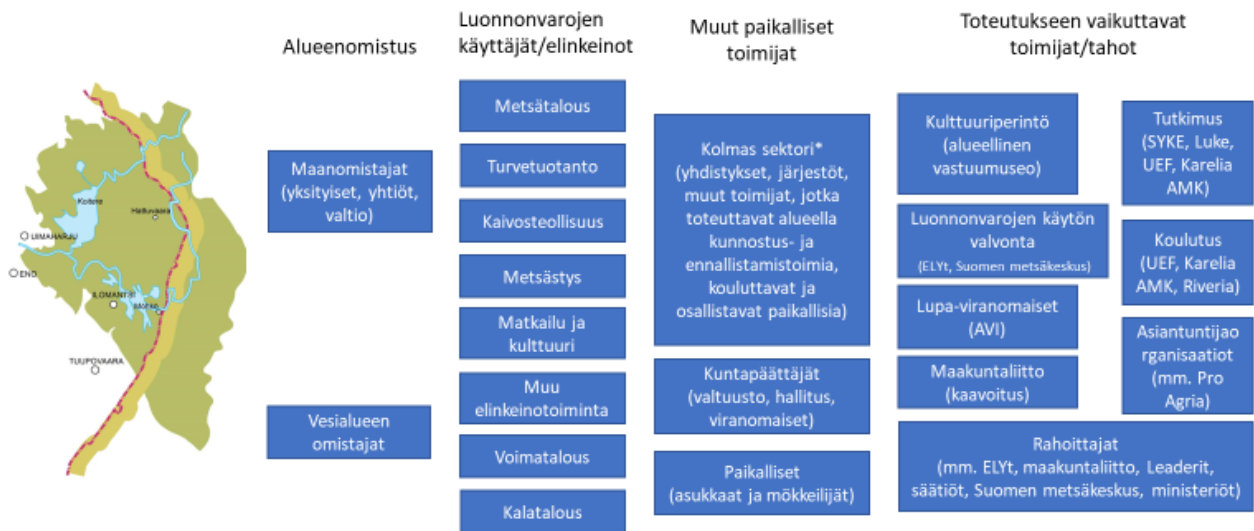 Alueenomistus
Luonnonvarojen
käyttäjät/elinkeinot
Muut paikalliset
toimijat
Toteutukseen vaikuttavat
toimijat/tahot
Koitere
Hattuvaara
UIMAHARJU
ENO
ILOMANTSI
TUUPOVAARA
Maanomistajat
(yksityiset, yhtiöt,
valtio)
Vesialueen
omistajat
Metsätalous
Turvetuotanto
Kaivosteollisuus
Metsästys
Matkailu ja
kulttuuri
Muu
elinkeinotoiminta
Voimatalous
Kalatalous
Kolmas sektori*
(yhdistykset, järjestöt,
muut toimijat, jotka
toteuttavat alueella
kunnostus- ja
ennallistamistoimia,
kouluttavat ja
osallistavat paikallisia)
Kuntapäättäjät
(valtuusto, hallitus,
viranomaiset)
Paikalliset
(asukkaat ja mökkeilijät)
Kulttuuriperintö
(alueellinen
vastuumuseo)
Luonnonvarojen käytön
valvonta
(ELYt, Suomen metsäkeskus)
Lupa-viranomaiset
(AVI)
Maakuntaliitto
(kaavoitus)
Tutkimus
(SYKE, Luke,
UEF, Karelia
AMK)
Koulutus
(UEF, Karelia
AMK, Riveria)
Asiantuntijao
rganisaatiot
(mm. Pro
Agria)
Rahoittajat
(mm. ELYt, maakuntaliitto, Leaderit,
säätiöt, Suomen metsäkeskus, ministeriöt)